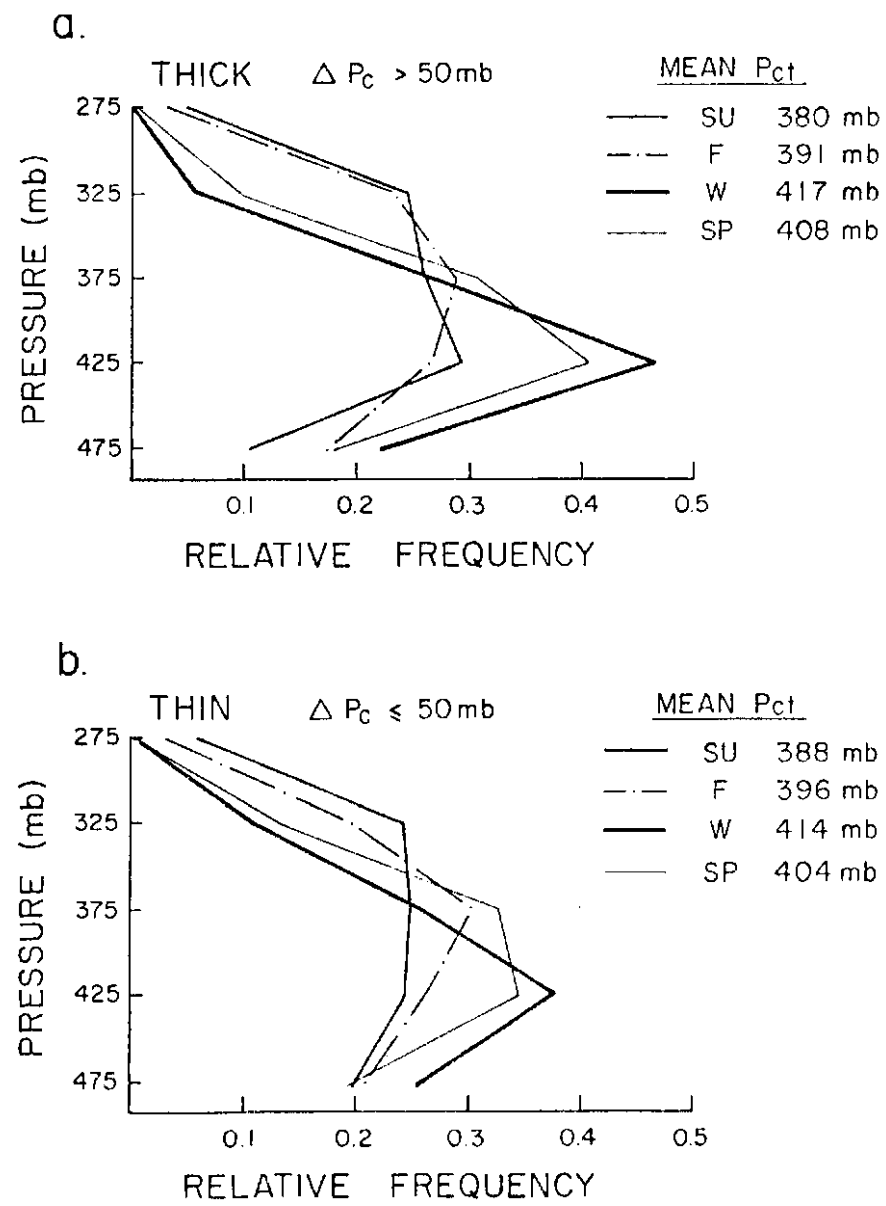 a.
THICK Δ Pc > 50mb
MEAN Pct
SU 380 mb
F 391 mb
W 417 mb
SP 408 mb
PRESSURE (mb)
275
325
375
425
475
0.1 0.2 0.3 0.4 0.5
RELATIVE FREQUENCY
b.
THIN Δ Pc ≤ 50mb
MEAN Pct
SU 388 mb
F 396 mb
W 414 mb
SP 404 mb
PRESSURE (mb)
275
325
375
425
475
0.1 0.2 0.3 0.4 0.5
RELATIVE FREQUENCY